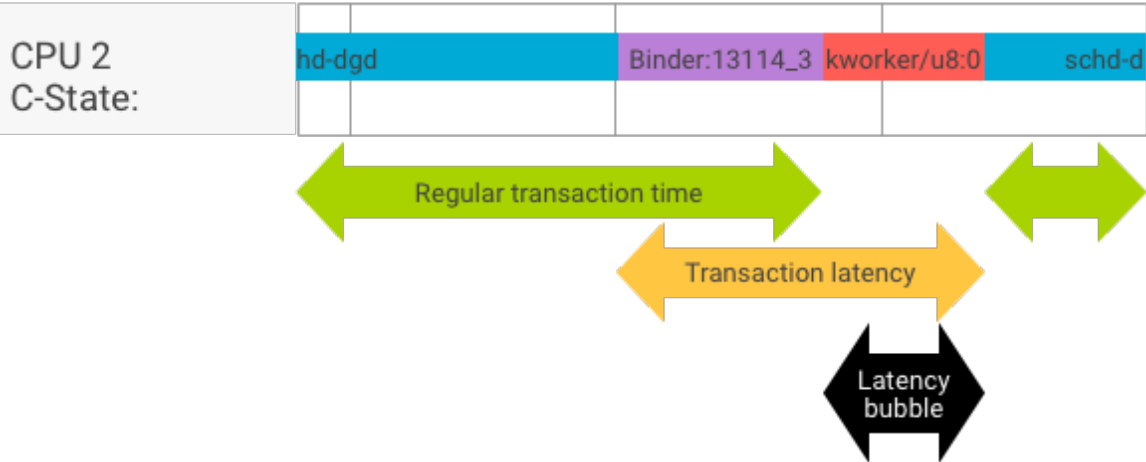 CPU 2
C-State:
hd-dgd
Binder:13114_3
kworker/u8:0
schd-d
Regular transaction time
Transaction latency
Latency
bubble